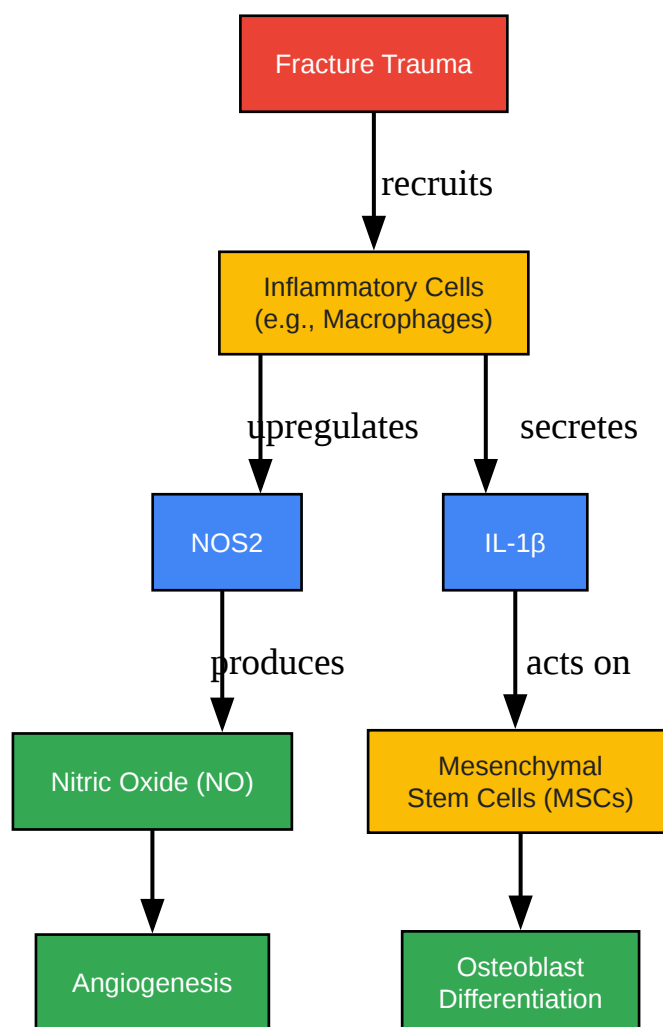 Fracture Trauma
recruits
Inflammatory Cells
(e.g., Macrophages)
upregulates
secretes
NOS2
IL-1β
produces
acts on
Nitric Oxide (NO)
Mesenchymal
Stem Cells (MSCs)
Angiogenesis
Osteoblast
Differentiation